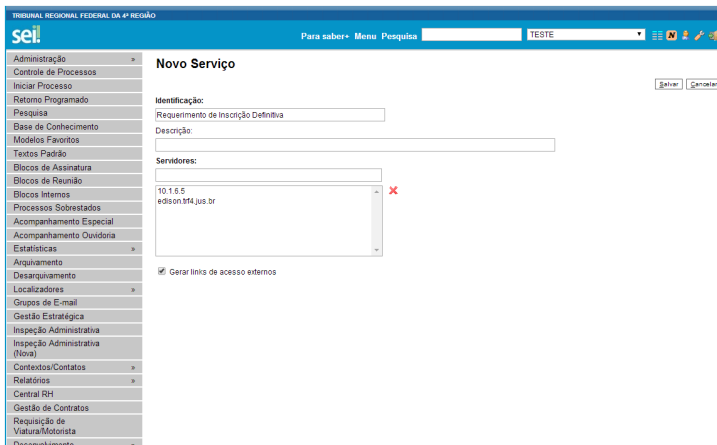 TRIBUNAL REGIONAL FEDERAL DA 4ª REGIÃO
sei!
Para saber+ Menu Pesquisa
TESTE
Administração »
Controle de Processos
Iniciar Processo
Retorno Programado
Pesquisa
Base de Conhecimento
Modelos Favoritos
Textos Padrão
Blocos de Assinatura
Blocos de Reunião
Blocos Internos
Processos Sobrestados
Acompanhamento Especial
Acompanhamento Ouvidoria
Estatísticas »
Arquivamento
Desarquivamento
Localizadores »
Grupos de E-mail
Gestão Estratégica
Inspeção Administrativa
Inspeção Administrativa
(Nova)
Contextos/Contatos »
Relatórios »
Central RH
Gestão de Contratos
Requisição de
Viatura/Motorista
Desenvolvimento »
Novo Serviço
Salvar Cancelar
Identificação:
Requerimento de Inscrição Definitiva
Descrição:
Servidores:
10.1.6.5
edison.trf4.jus.br
Gerar links de acesso externos